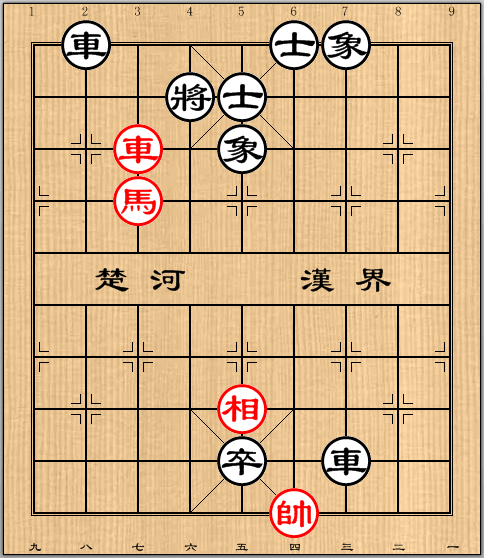 1 2 3 4 5 6 7 8 9
車 士 象
將 士
車 象
馬
楚 河 漢 界
相
卒 車
帥
九 八 七 六 五 四 三 二 一